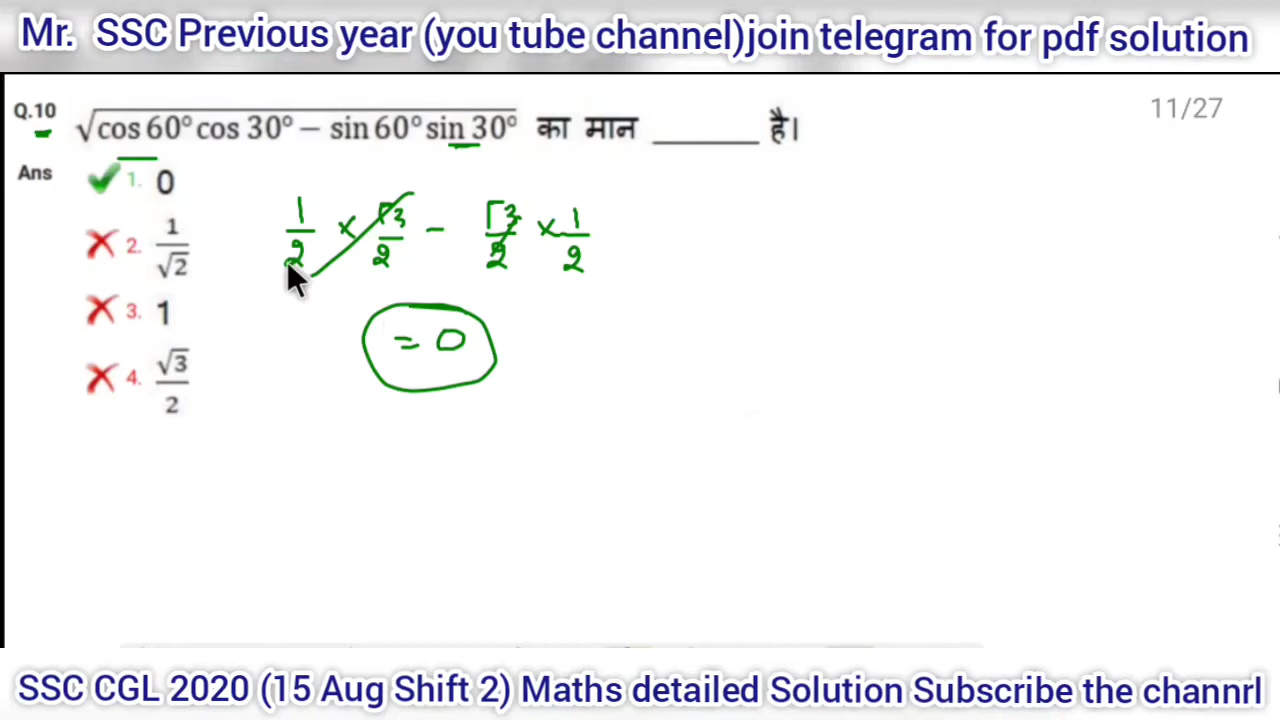 Mr. SSC Previous year (you tube channel)join telegram for pdf solution
11/27
Q.10 √cos 60° cos 30° − sin 60° sin 30° का मान ______ है।
Ans 1. 0
2. 1/√2
3. 1
4. √3/2
1/2 × √3/2 − √3/2 × 1/2
= 0
SSC CGL 2020 (15 Aug Shift 2) Maths detailed Solution Subscribe the channrl